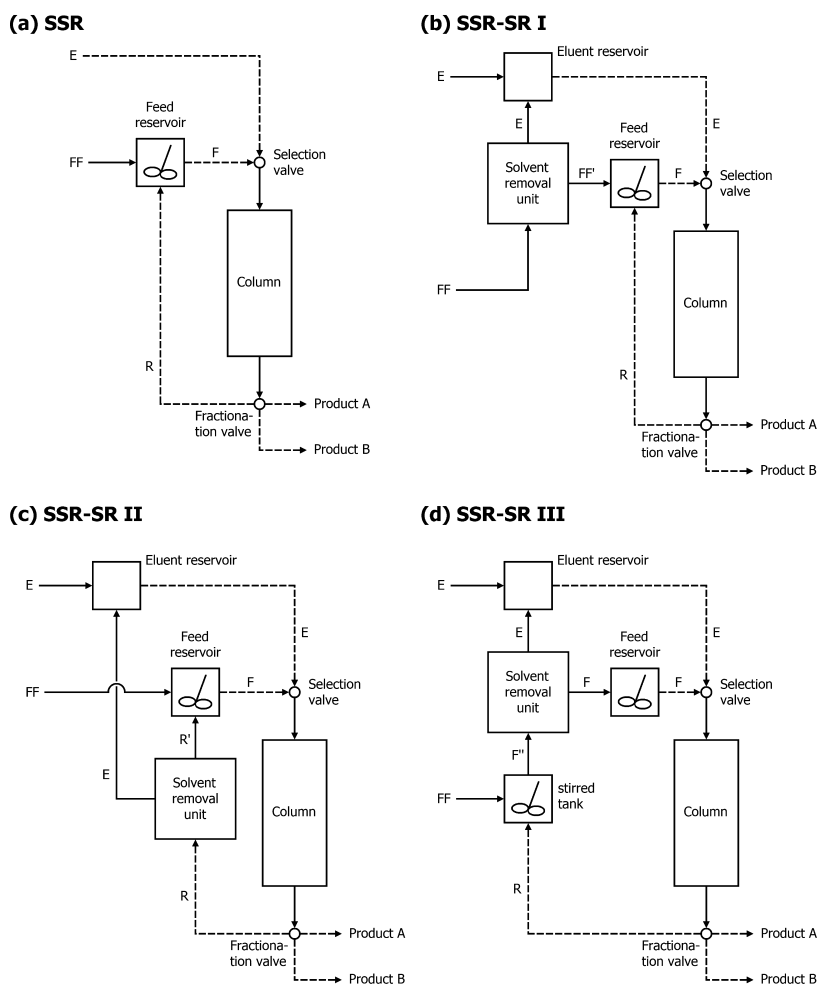 (a) SSR
E
Feed
reservoir
FF
F
Selection
valve
Column
R
Fractiona-
tion valve
Product A
Product B
(b) SSR-SR I
Eluent reservoir
E
E
E
Feed
reservoir
Solvent
removal
unit
FF'
F
Selection
valve
FF
Column
R
Fractiona-
tion valve
Product A
Product B
(c) SSR-SR II
Eluent reservoir
E
E
Feed
reservoir
FF
F
Selection
valve
R'
E
Solvent
removal
unit
Column
R
Fractiona-
tion valve
Product A
Product B
(d) SSR-SR III
Eluent reservoir
E
E
E
Feed
reservoir
Solvent
removal
unit
F
F
Selection
valve
F''
FF
stirred
tank
Column
R
Fractiona-
tion valve
Product A
Product B